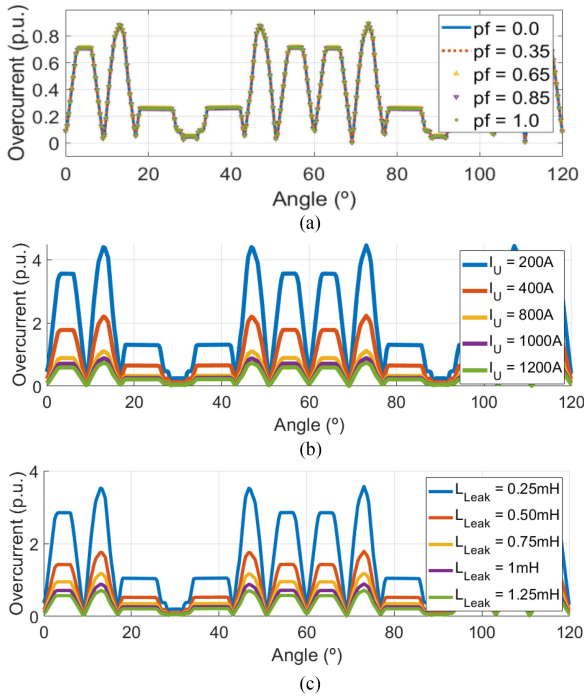 Overcurrent (p.u.)
0.8
0.6
0.4
0.2
0
pf = 0.0
pf = 0.35
pf = 0.65
pf = 0.85
pf = 1.0
0 20 40 60 80 100 120
Angle (º)
(a)
Overcurrent (p.u.)
4
2
0
I_U = 200A
I_U = 400A
I_U = 800A
I_U = 1000A
I_U = 1200A
0 20 40 60 80 100 120
Angle (º)
(b)
Overcurrent (p.u.)
4
2
0
L_Leak = 0.25mH
L_Leak = 0.50mH
L_Leak = 0.75mH
L_Leak = 1mH
L_Leak = 1.25mH
0 20 40 60 80 100 120
Angle (º)
(c)